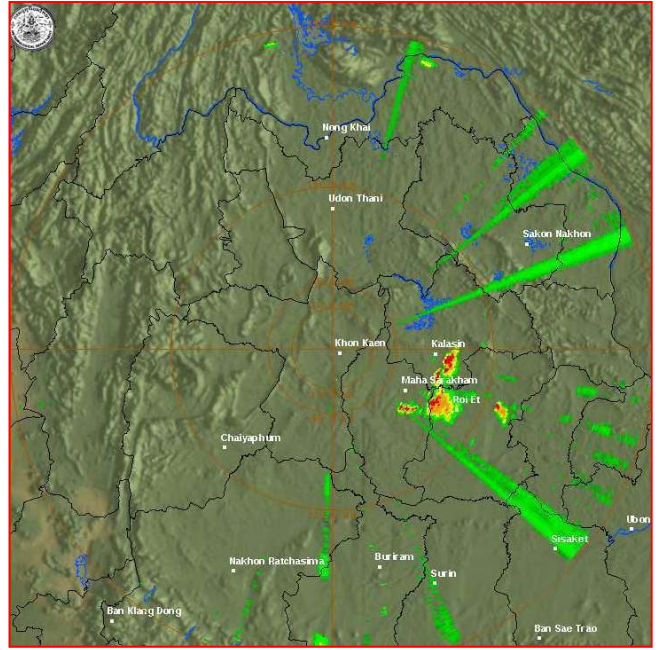 Nong Khai
Udon Thani
Sakon Nakhon
Khon Kaen
Kalasin
Maha Sarakham
Roi Et
Chaiyaphum
Ubon
Sisaket
Nakhon Ratchasima
Buriram
Surin
Ban Klang Dong
Ban Sae Trao